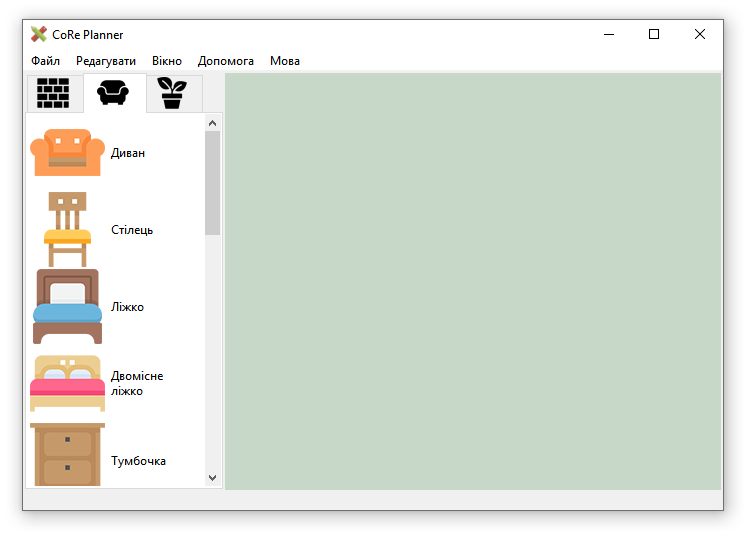 CoRe Planner
Файл Редагувати Вікно Допомога Мова
Диван
Стілець
Ліжко
Двомісне
ліжко
Тумбочка